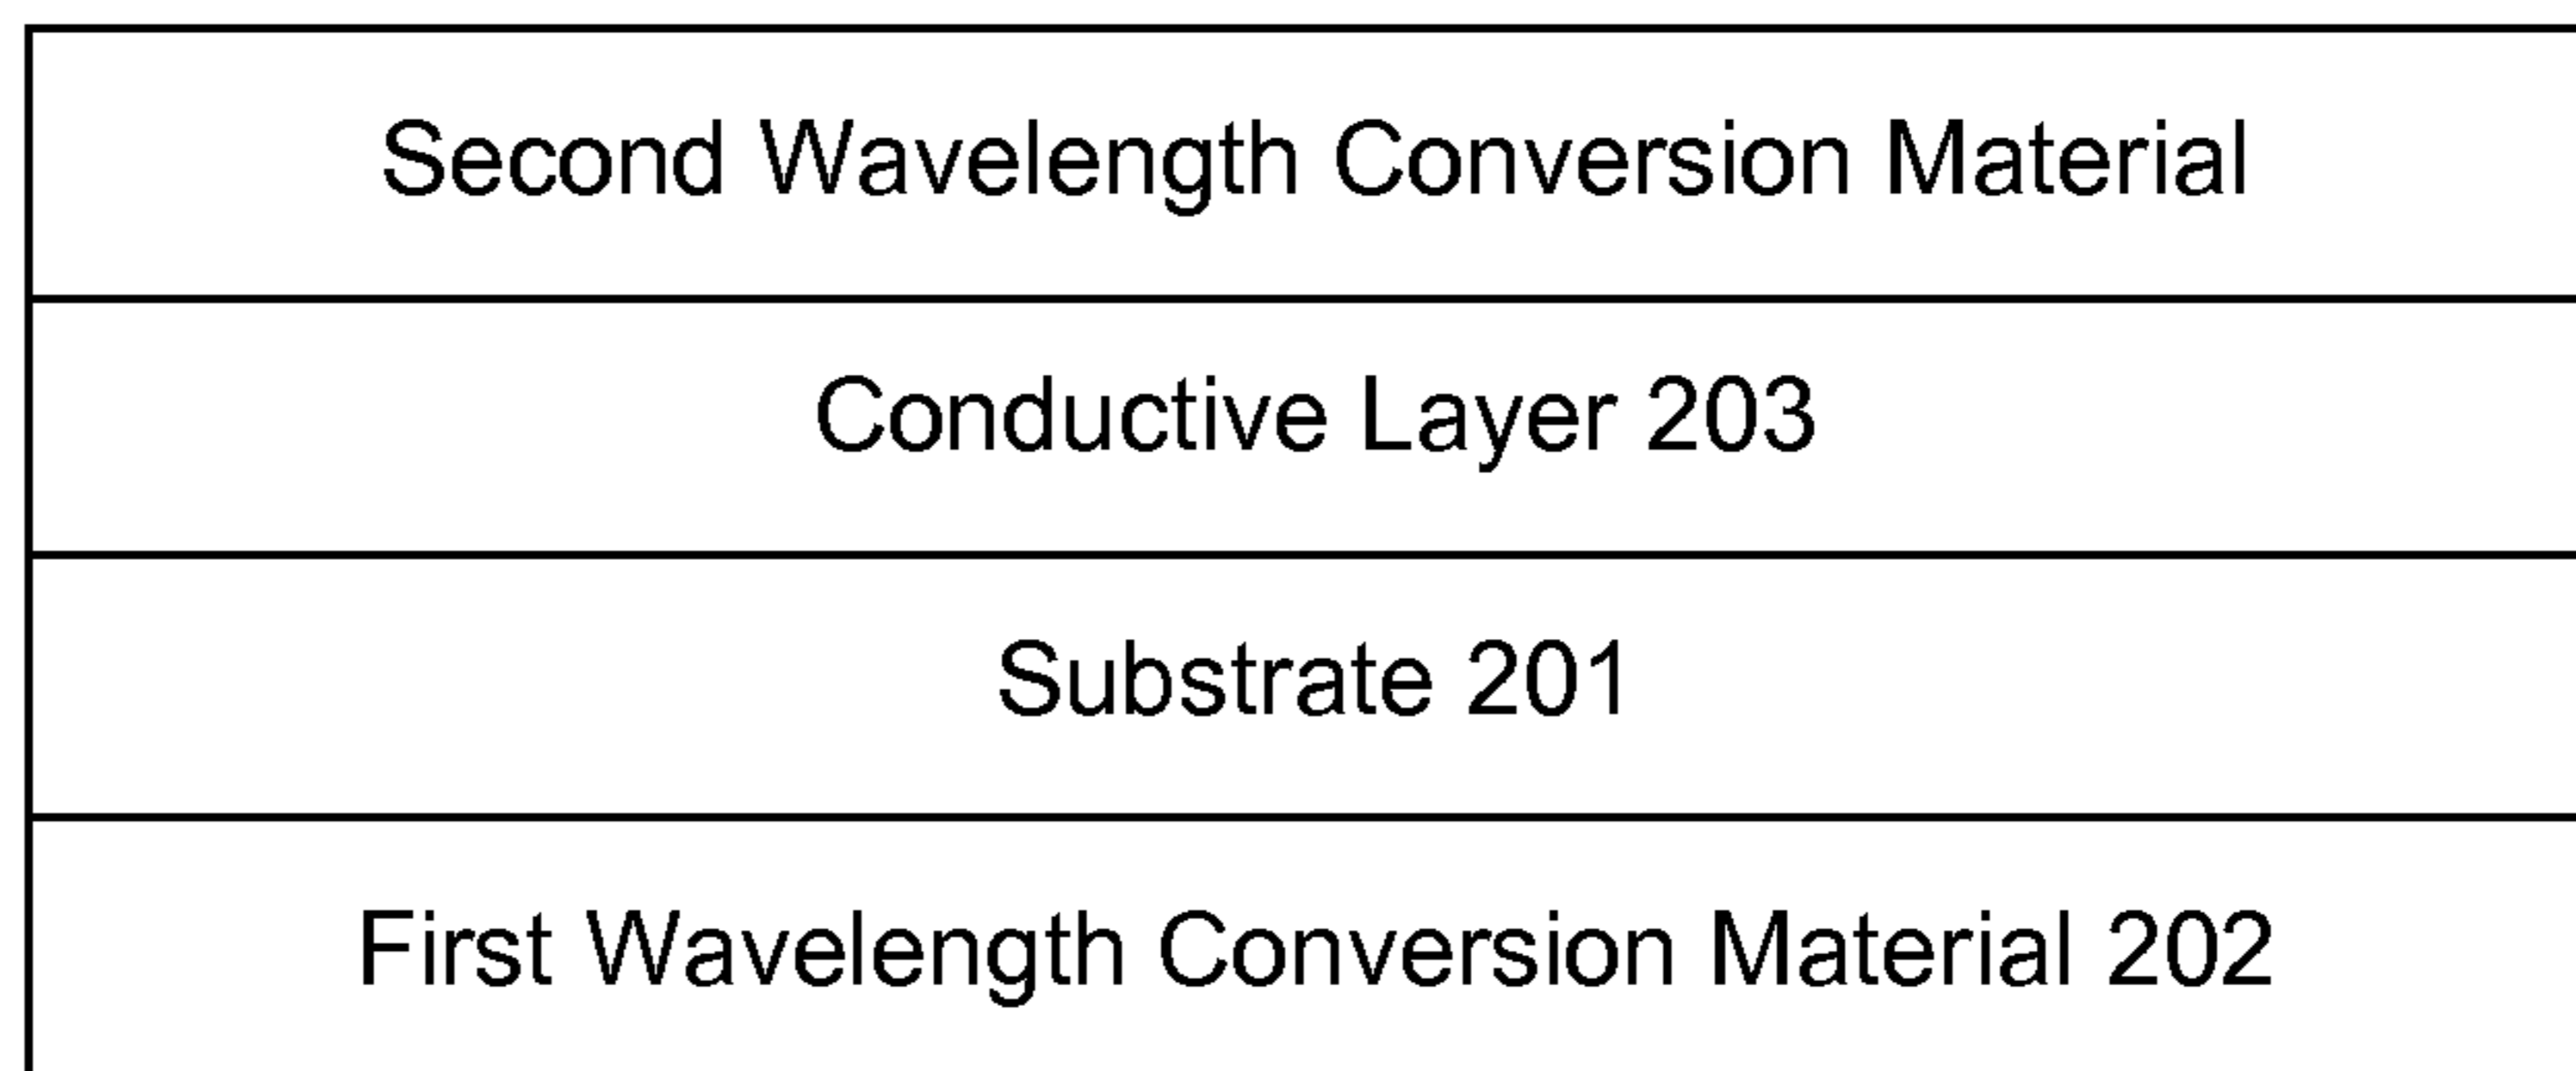 Second Wavelength Conversion Material
Conductive Layer 203
Substrate 201
First Wavelength Conversion Material 202